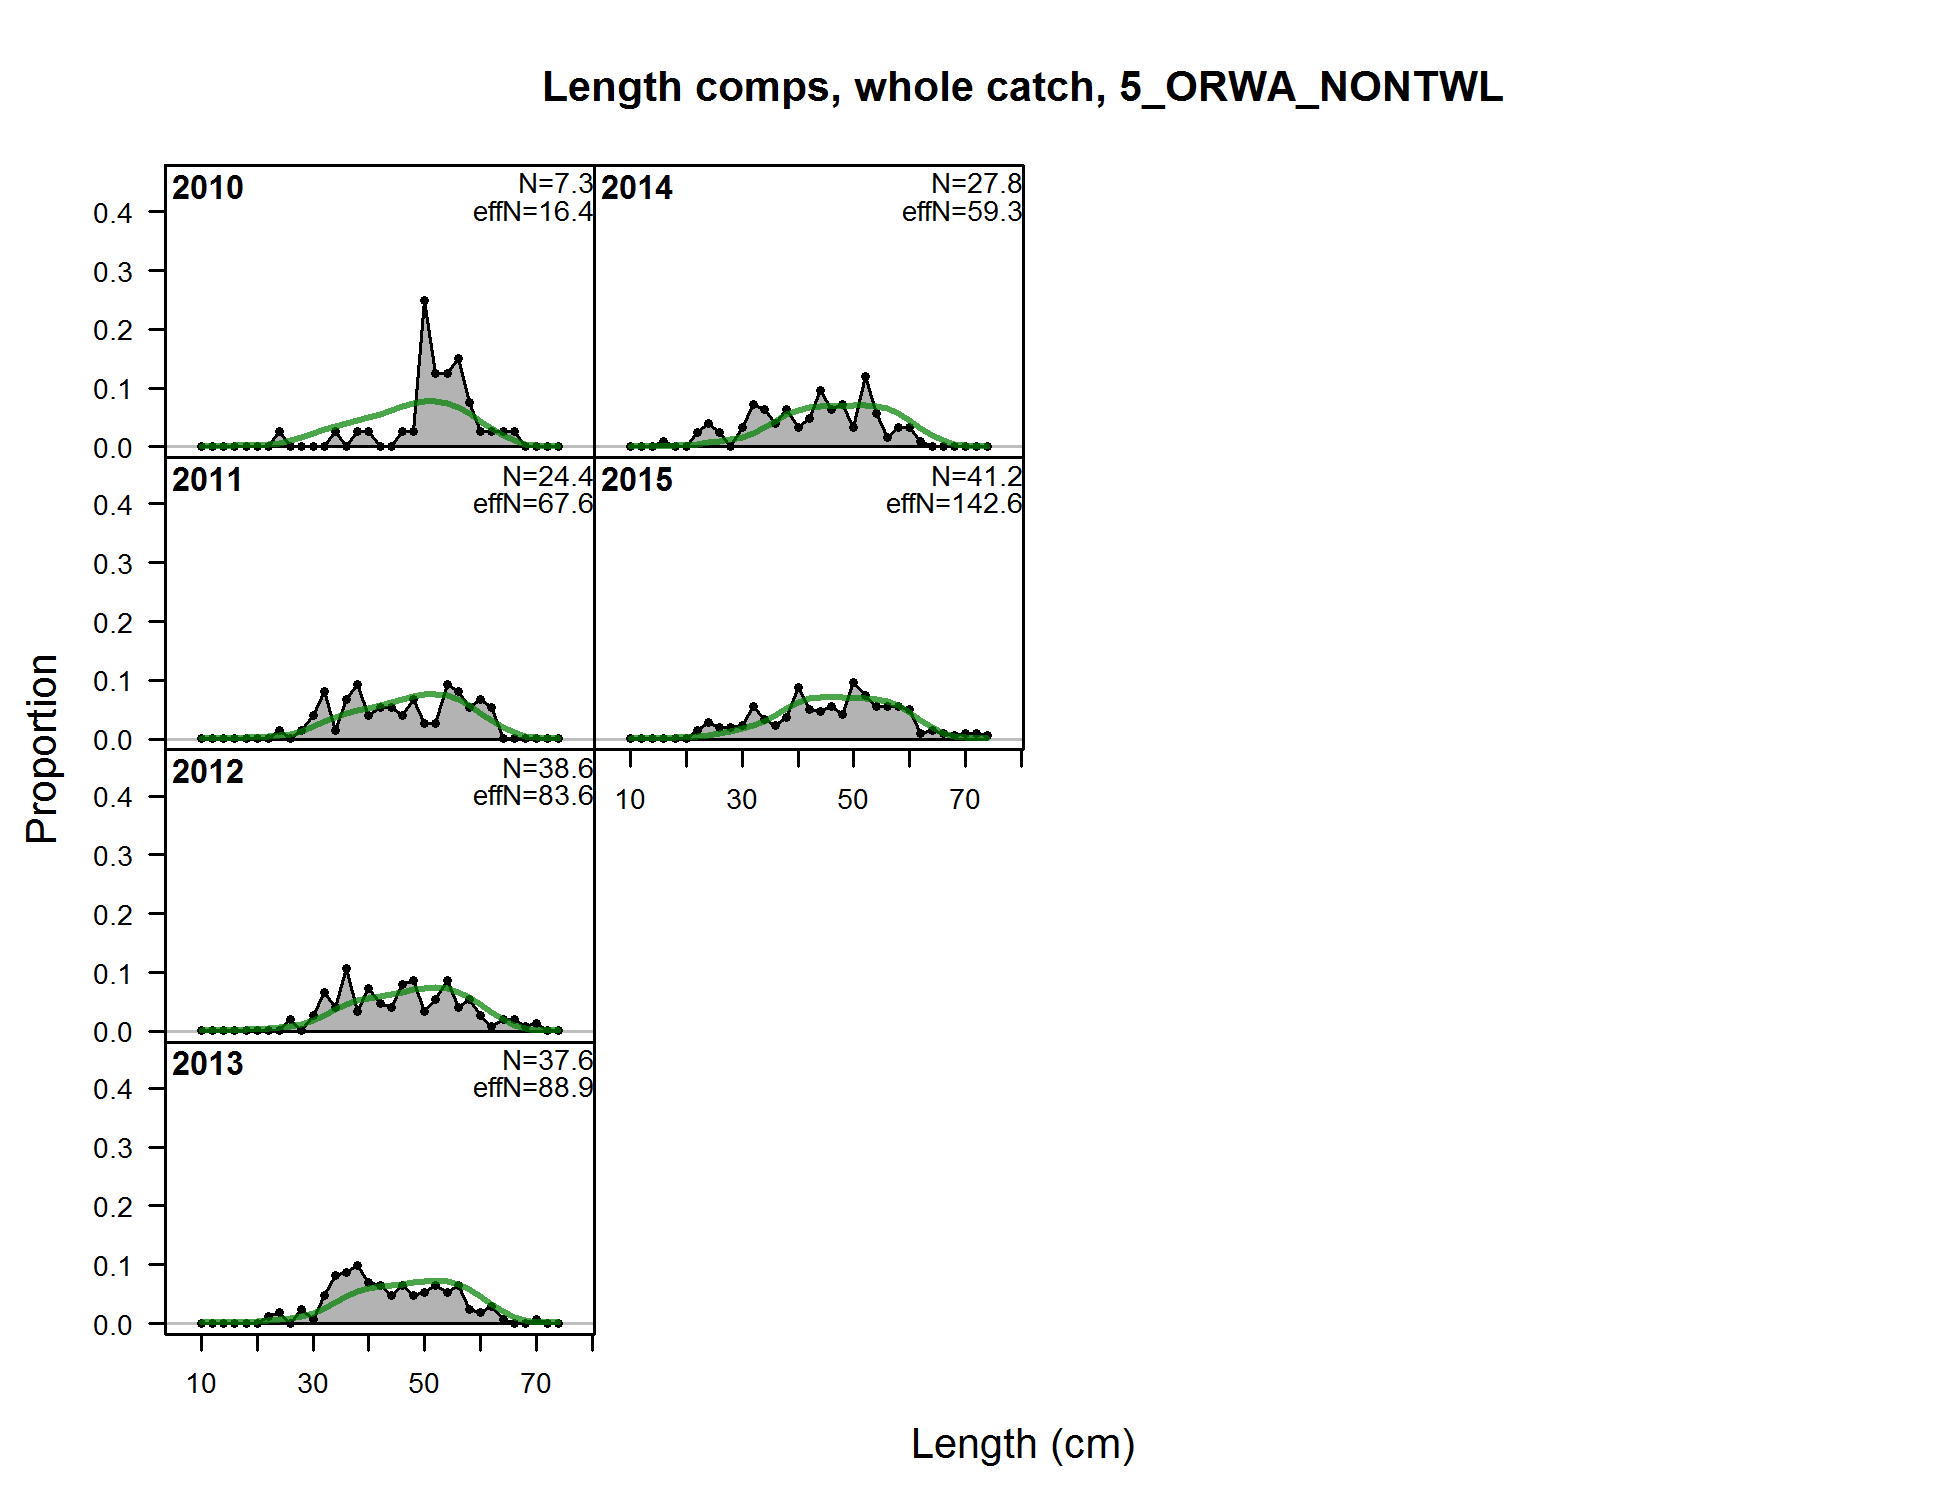 Length comps, whole catch, 5_ORWA_NONTWL
2010
N=7.3
effN=16.4
0.4
0.3
0.2
0.1
0.0
2014
N=27.8
effN=59.3
2011
N=24.4
effN=67.6
0.4
0.3
0.2
0.1
0.0
2015
N=41.2
effN=142.6
10 30 50 70
2012
N=38.6
effN=83.6
0.4
0.3
0.2
0.1
0.0
2013
N=37.6
effN=88.9
0.4
0.3
0.2
0.1
0.0
10 30 50 70
Proportion
Length (cm)